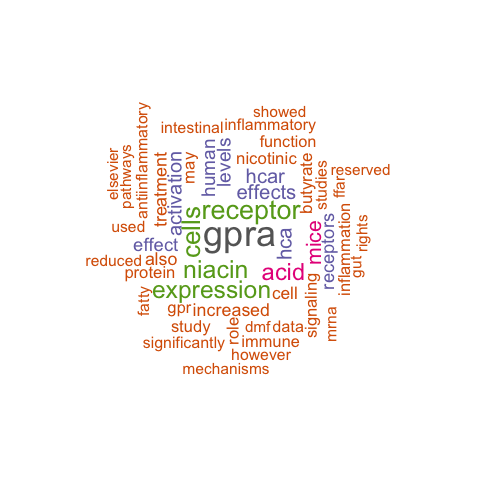 showed
intestinal
inflammatory
antiinflammatory
function
nicotinic
elsevier
pathways
treatment
activation
may
human
levels
hcar
effects
butyrate
studies
ffar
reserved
used
cells
receptor
gpra
hca
mice
receptors
inflammation
gut
rights
effect
reduced
also
protein
niacin
acid
expression
cell
signaling
mrna
fatty
gpr
increased
study
role
dmf
data
significantly
immune
however
mechanisms